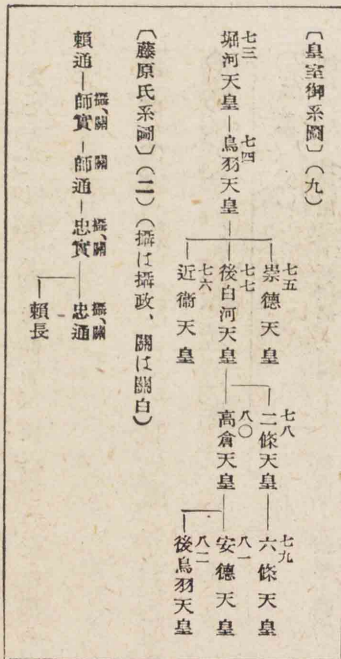 〔皇室御系圖〕(九)
七三 堀河天皇―七四 鳥羽天皇
七五 崇德天皇
七七 後白河天皇
七六 近衞天皇
七八 二條天皇―七九 六條天皇
八〇 高倉天皇
八一 安德天皇
八二 後鳥羽天皇
〔藤原氏系圖〕(二)(攝は攝政、關は關白)
賴通―攝、關 師實―關 師通―攝、關 忠實―攝、關 忠通
賴長